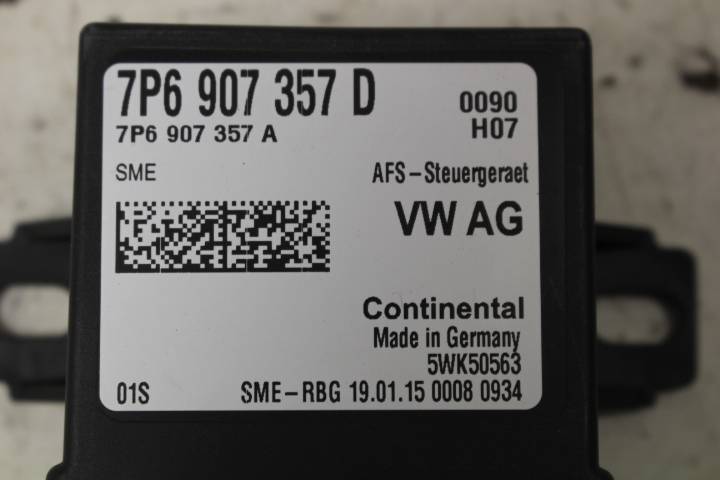 7P6 907 357 D
0090
7P6 907 357 A
H07
SME
AFS-Steuergeraet
VW AG
Continental
Made in Germany
5WK50563
01S
SME-RBG 19.01.15 0008 0934